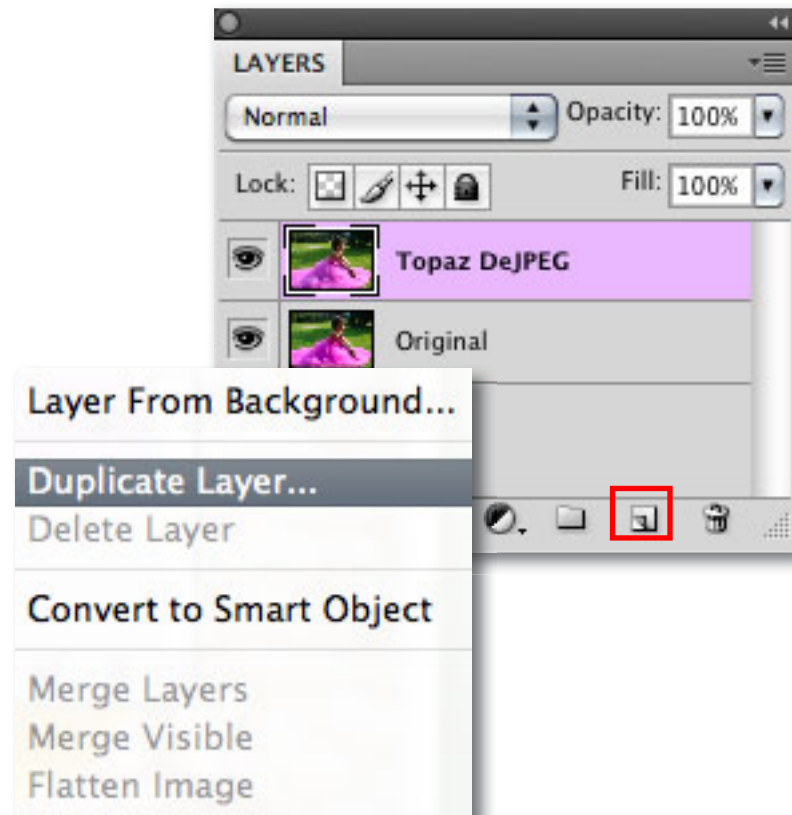 LAYERS
Normal
Opacity: 100%
Lock:
Fill: 100%
Topaz DeJPEG
Original
Layer From Background...
Duplicate Layer...
Delete Layer
Convert to Smart Object
Merge Layers
Merge Visible
Flatten Image